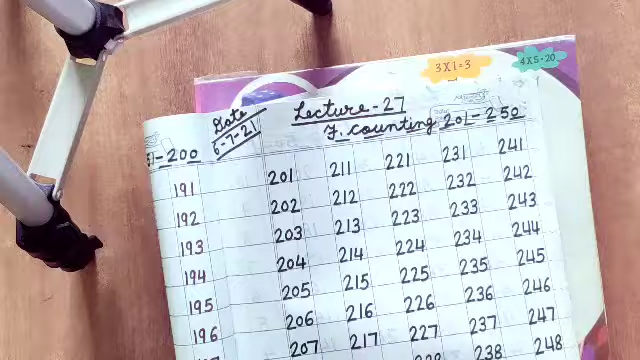 3X1=3
4X5=20
Date
6-7-21
Lecture-27
F. counting 201-250
51-200
191
192
193
194
195
196
201 211 221 231 241
202 212 222 232 242
203 213 223 233 243
204 214 224 234 244
205 215 225 235 245
206 216 226 236 246
207 217 227 237 247
238 248